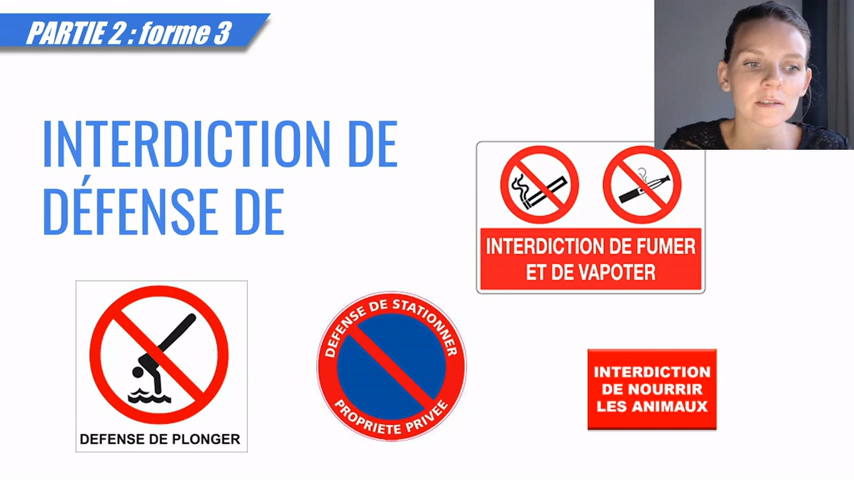 PARTIE 2 : forme 3
INTERDICTION DE
DÉFENSE DE
INTERDICTION DE FUMER
ET DE VAPOTER
DEFENSE DE PLONGER
DEFENSE DE STATIONNER
PROPRIETE PRIVEE
INTERDICTION
DE NOURRIR
LES ANIMAUX